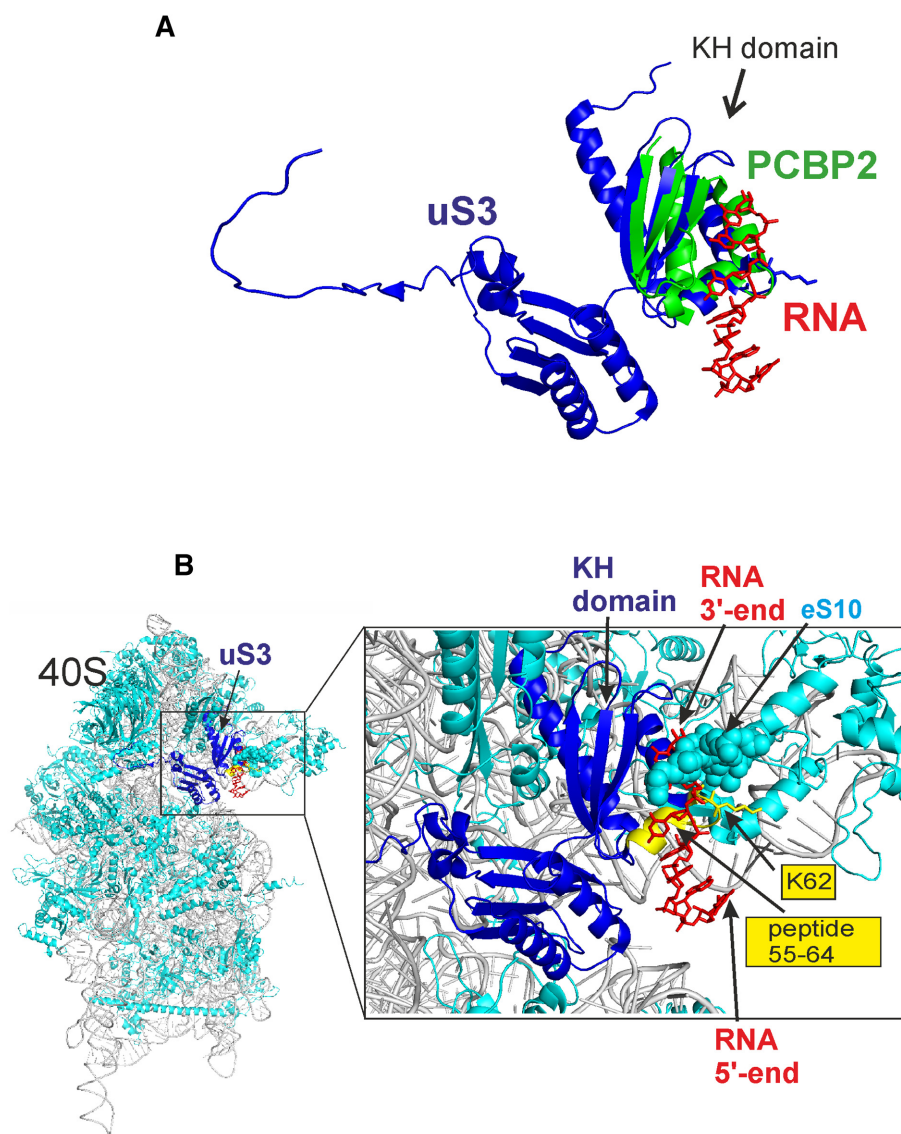 A
KH domain
PCBP2
uS3
RNA
B
KH
domain
RNA
3'-end
eS10
40S
uS3
K62
peptide
55-64
RNA
5'-end